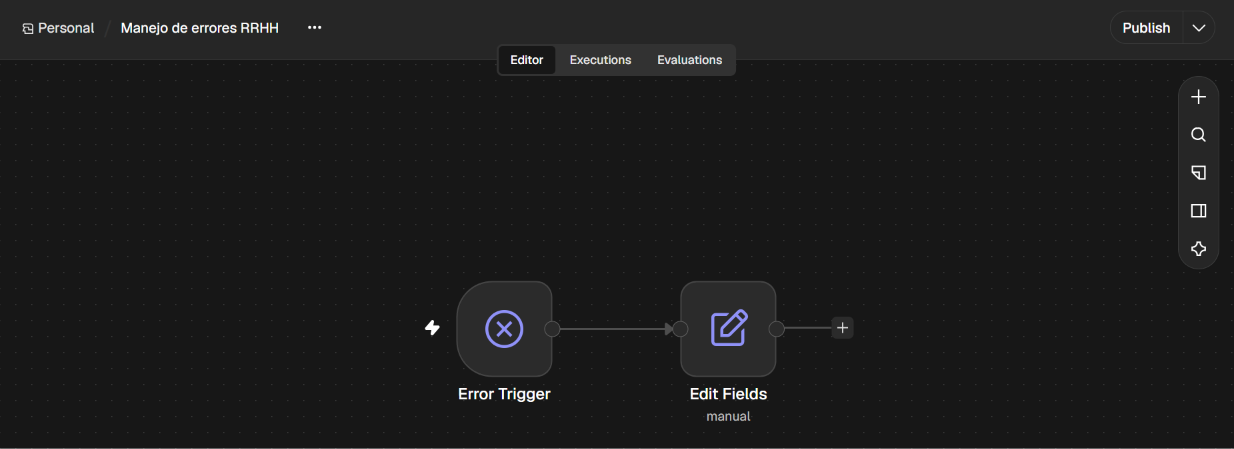 Personal / Manejo de errores RRHH ...
Publish
Editor Executions Evaluations
Error Trigger
Edit Fields
manual